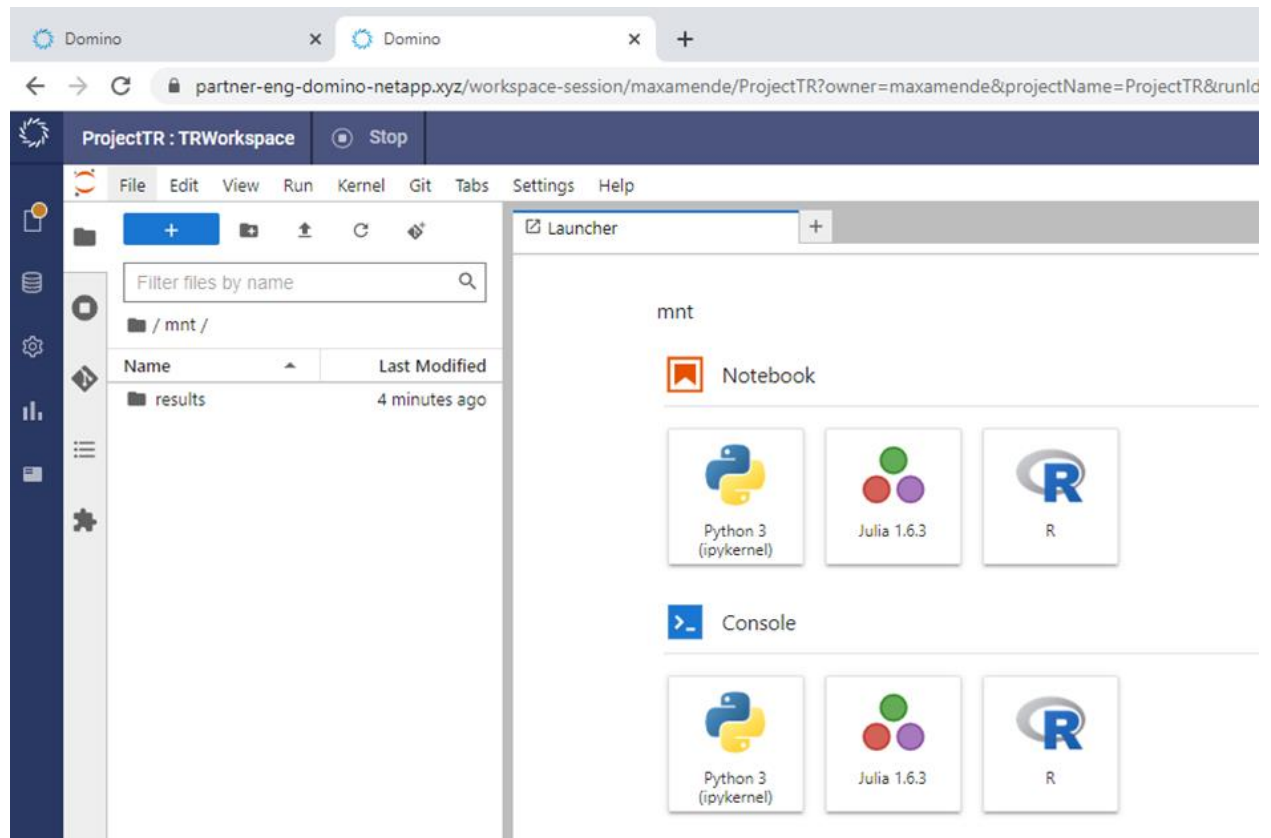 Domino
Domino
partner-eng-domino-netapp.xyz/workspace-session/maxamende/ProjectTR?owner=maxamende&projectName=ProjectTR&runId
ProjectTR : TRWorkspace Stop
File Edit View Run Kernel Git Tabs Settings Help
Launcher
Filter files by name
/ mnt /
Name Last Modified
results 4 minutes ago
mnt
Notebook
Python 3
(ipykernel)
Julia 1.6.3
R
>_ Console
Python 3
(ipykernel)
Julia 1.6.3
R